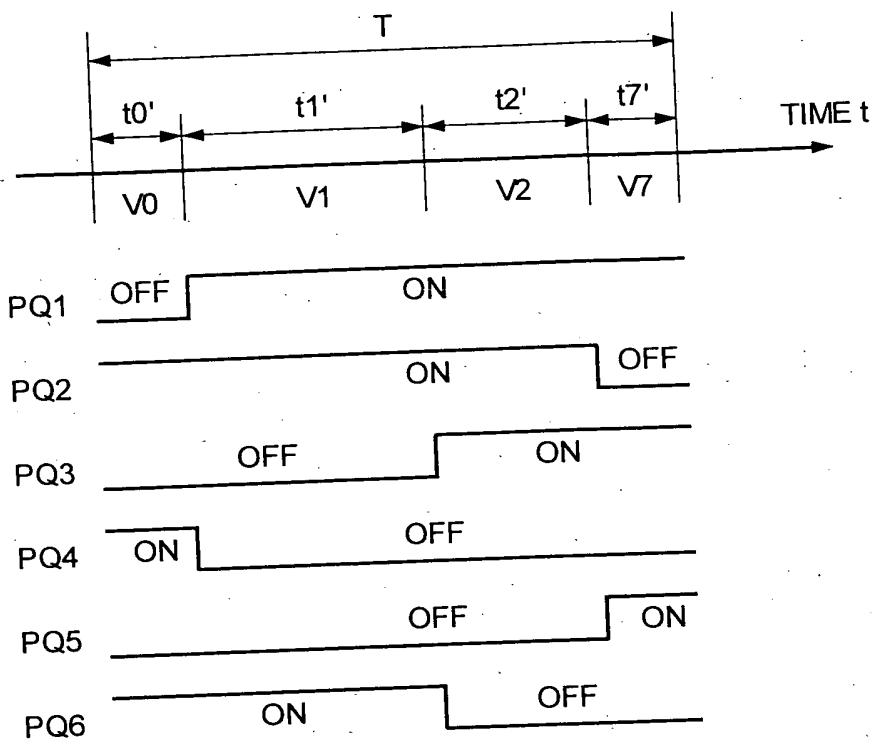 T
t0' t1' t2' t7'
TIME t
V0 V1 V2 V7
PQ1 OFF ON
PQ2 ON OFF
PQ3 OFF ON
PQ4 ON OFF
PQ5 OFF ON
PQ6 ON OFF